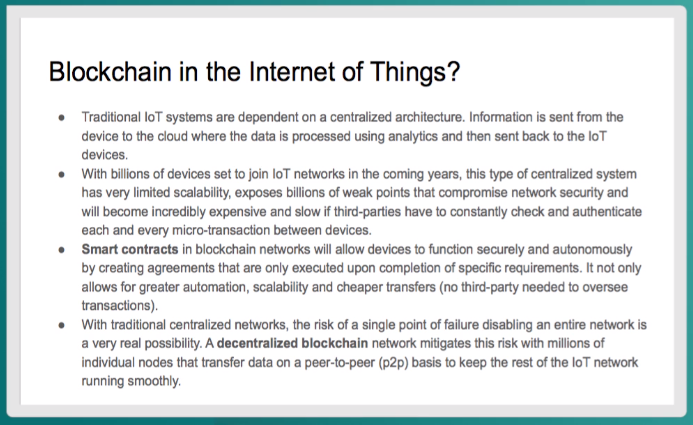 Blockchain in the Internet of Things?
● Traditional IoT systems are dependent on a centralized architecture. Information is sent from the
device to the cloud where the data is processed using analytics and then sent back to the IoT
devices.
● With billions of devices set to join IoT networks in the coming years, this type of centralized system
has very limited scalability, exposes billions of weak points that compromise network security and
will become incredibly expensive and slow if third-parties have to constantly check and authenticate
each and every micro-transaction between devices.
● Smart contracts in blockchain networks will allow devices to function securely and autonomously
by creating agreements that are only executed upon completion of specific requirements. It not only
allows for greater automation, scalability and cheaper transfers (no third-party needed to oversee
transactions).
● With traditional centralized networks, the risk of a single point of failure disabling an entire network is
a very real possibility. A decentralized blockchain network mitigates this risk with millions of
individual nodes that transfer data on a peer-to-peer (p2p) basis to keep the rest of the IoT network
running smoothly.